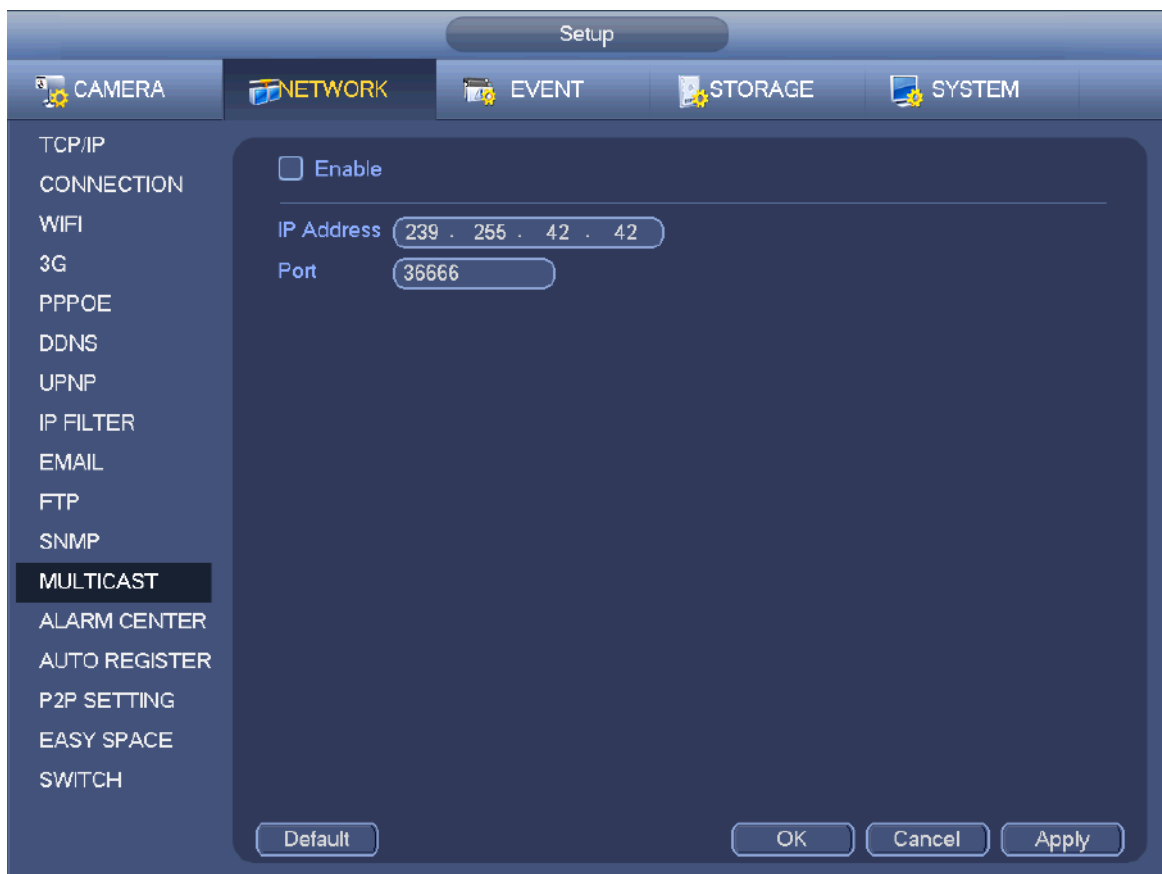 Setup
CAMERA NETWORK EVENT STORAGE SYSTEM
TCP/IP
CONNECTION
WIFI
3G
PPPOE
DDNS
UPNP
IP FILTER
EMAIL
FTP
SNMP
MULTICAST
ALARM CENTER
AUTO REGISTER
P2P SETTING
EASY SPACE
SWITCH
Enable
IP Address 239 . 255 . 42 . 42
Port 36666
Default OK Cancel Apply